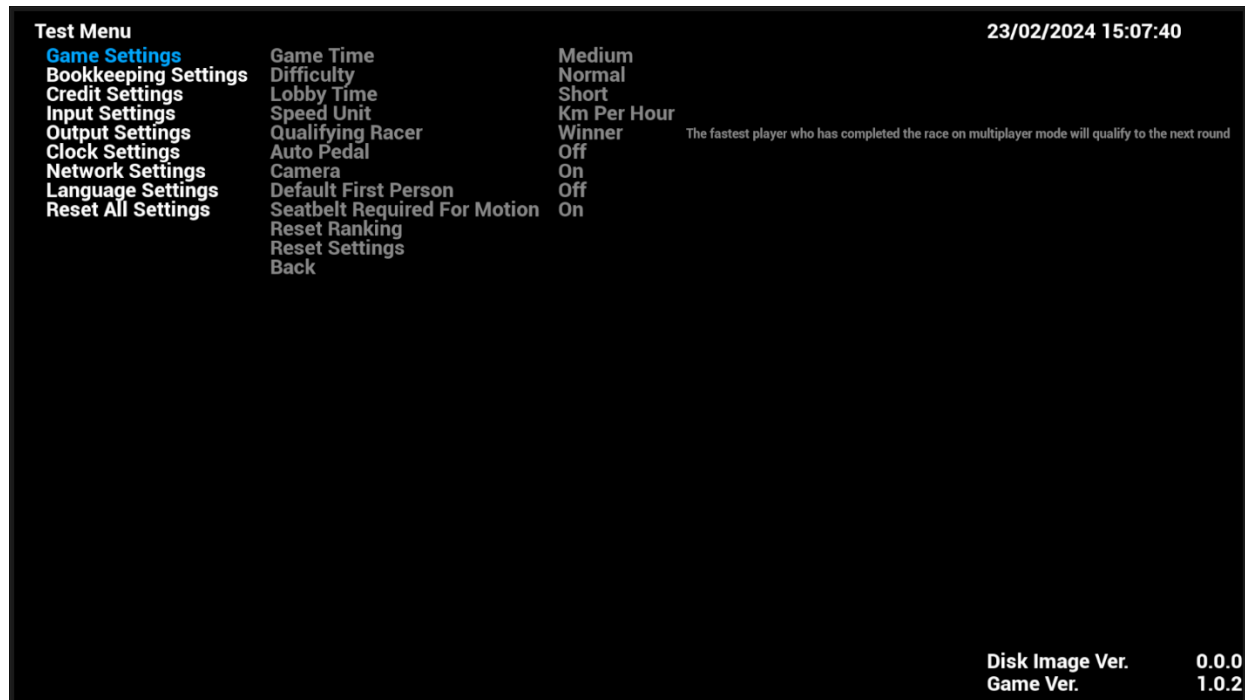 Test Menu 23/02/2024 15:07:40
Game Settings Game Time Medium
Bookkeeping Settings Difficulty Normal
Credit Settings Lobby Time Short
Input Settings Speed Unit Km Per Hour
Output Settings Qualifying Racer Winner The fastest player who has completed the race on multiplayer mode will qualify to the next round
Clock Settings Auto Pedal Off
Network Settings Camera On
Language Settings Default First Person Off
Reset All Settings Seatbelt Required For Motion On
Reset Ranking
Reset Settings
Back
Disk Image Ver. 0.0.0
Game Ver. 1.0.2